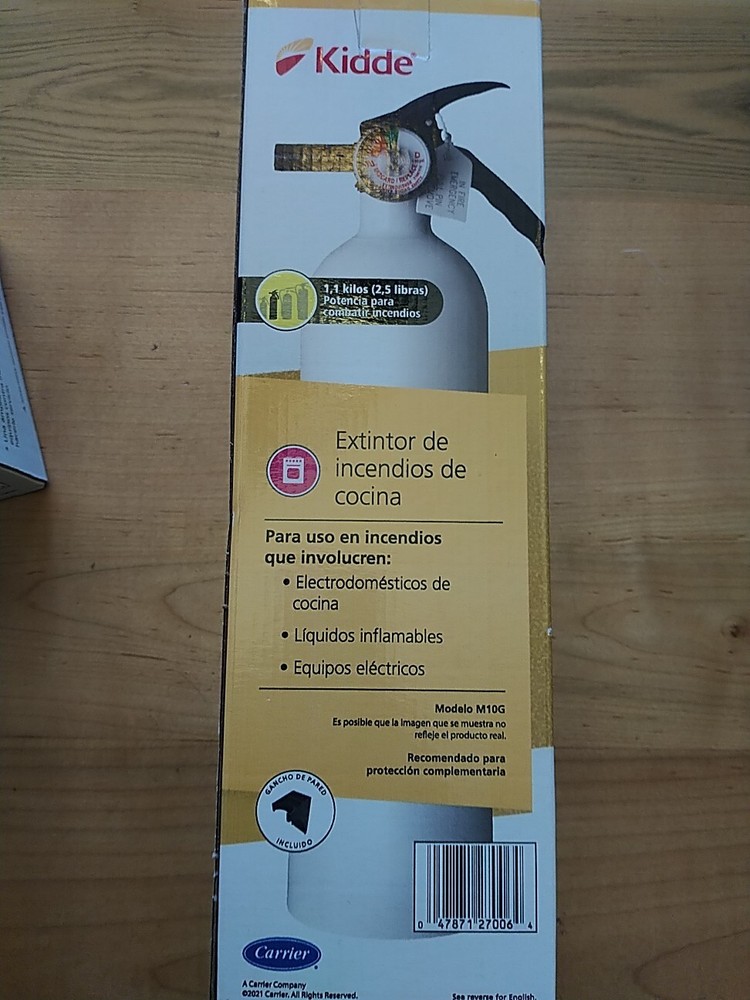 Kidde
IN FIRE
EMERGENCY
1,1 kilos (2,5 libras)
Potencia para
combatir incendios
Extintor de
incendios de
cocina
Para uso en incendios
que involucren:
• Electrodomésticos de
cocina
• Líquidos inflamables
• Equipos eléctricos
Modelo M10G
Es posible que la imagen que se muestra no
refleje el producto real.
Recomendado para
protección complementaria
GANCHO DE PARED
INCLUIDO
0 47871 27006 4
Carrier
A Carrier Company
©2021 Carrier. All Rights Reserved.
See reverse for English.